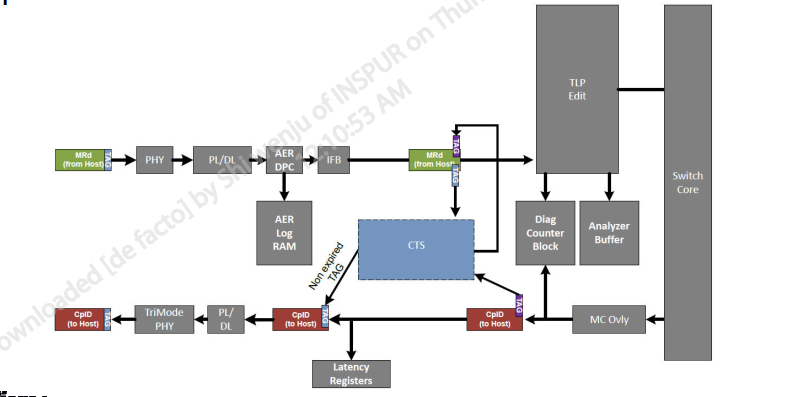 TLP
Edit
Switch
Core
MRd
(from Host)
TAG
PHY
PL/DL
AER
DPC
IFB
MRd
(from Host)
TAG
TAG
AER
Log
RAM
Diag
Counter
Block
Analyzer
Buffer
CTS
Non expired
TAG
CplD
(to Host)
TAG
TriMode
PHY
PL/
DL
CplD
(to Host)
TAG
CplD
(to Host)
TAG
MC Ovly
Latency
Registers
ownloaded [de facto] by
of INSPUR on Thu
10:53 AM